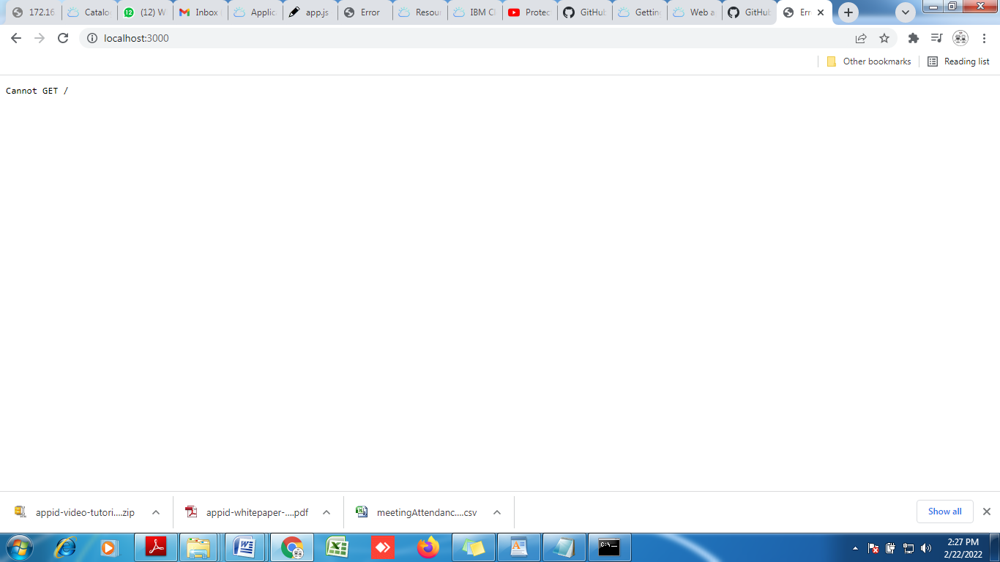 172.16 Catalo (12) W Inbox Applic app.js Error Resour IBM Cl Protec GitHub Getting Web a GitHub Err
localhost:3000
Other bookmarks Reading list
Cannot GET /
appid-video-tutori....zip appid-whitepaper-....pdf meetingAttendanc....csv Show all
2:27 PM
2/22/2022